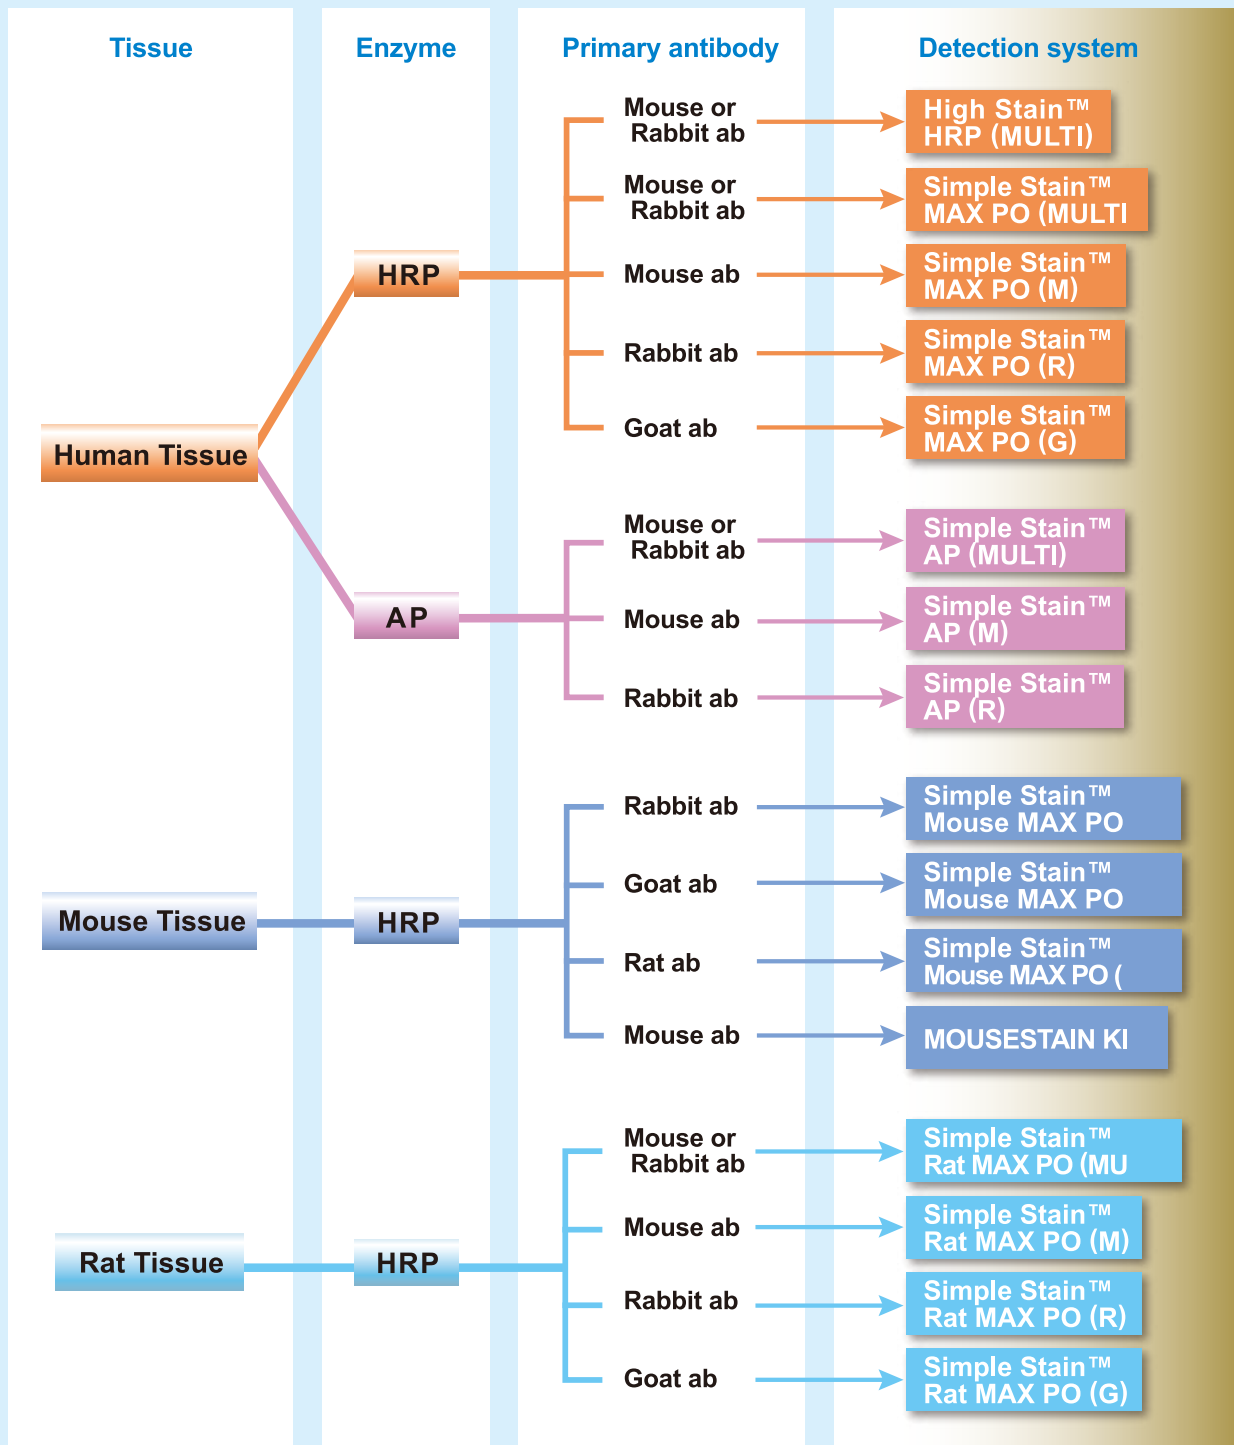 Tissue
Enzyme
Primary antibody
Detection system
Human Tissue
HRP
Mouse or
Rabbit ab
High Stain™
HRP (MULTI)
Mouse or
Rabbit ab
Simple Stain™
MAX PO (MULTI
Mouse ab
Simple Stain™
MAX PO (M)
Rabbit ab
Simple Stain™
MAX PO (R)
Goat ab
Simple Stain™
MAX PO (G)
AP
Mouse or
Rabbit ab
Simple Stain™
AP (MULTI)
Mouse ab
Simple Stain™
AP (M)
Rabbit ab
Simple Stain™
AP (R)
Mouse Tissue
HRP
Rabbit ab
Simple Stain™
Mouse MAX PO
Goat ab
Simple Stain™
Mouse MAX PO
Rat ab
Simple Stain™
Mouse MAX PO (
Mouse ab
MOUSESTAIN KI
Rat Tissue
HRP
Mouse or
Rabbit ab
Simple Stain™
Rat MAX PO (MU
Mouse ab
Simple Stain™
Rat MAX PO (M)
Rabbit ab
Simple Stain™
Rat MAX PO (R)
Goat ab
Simple Stain™
Rat MAX PO (G)